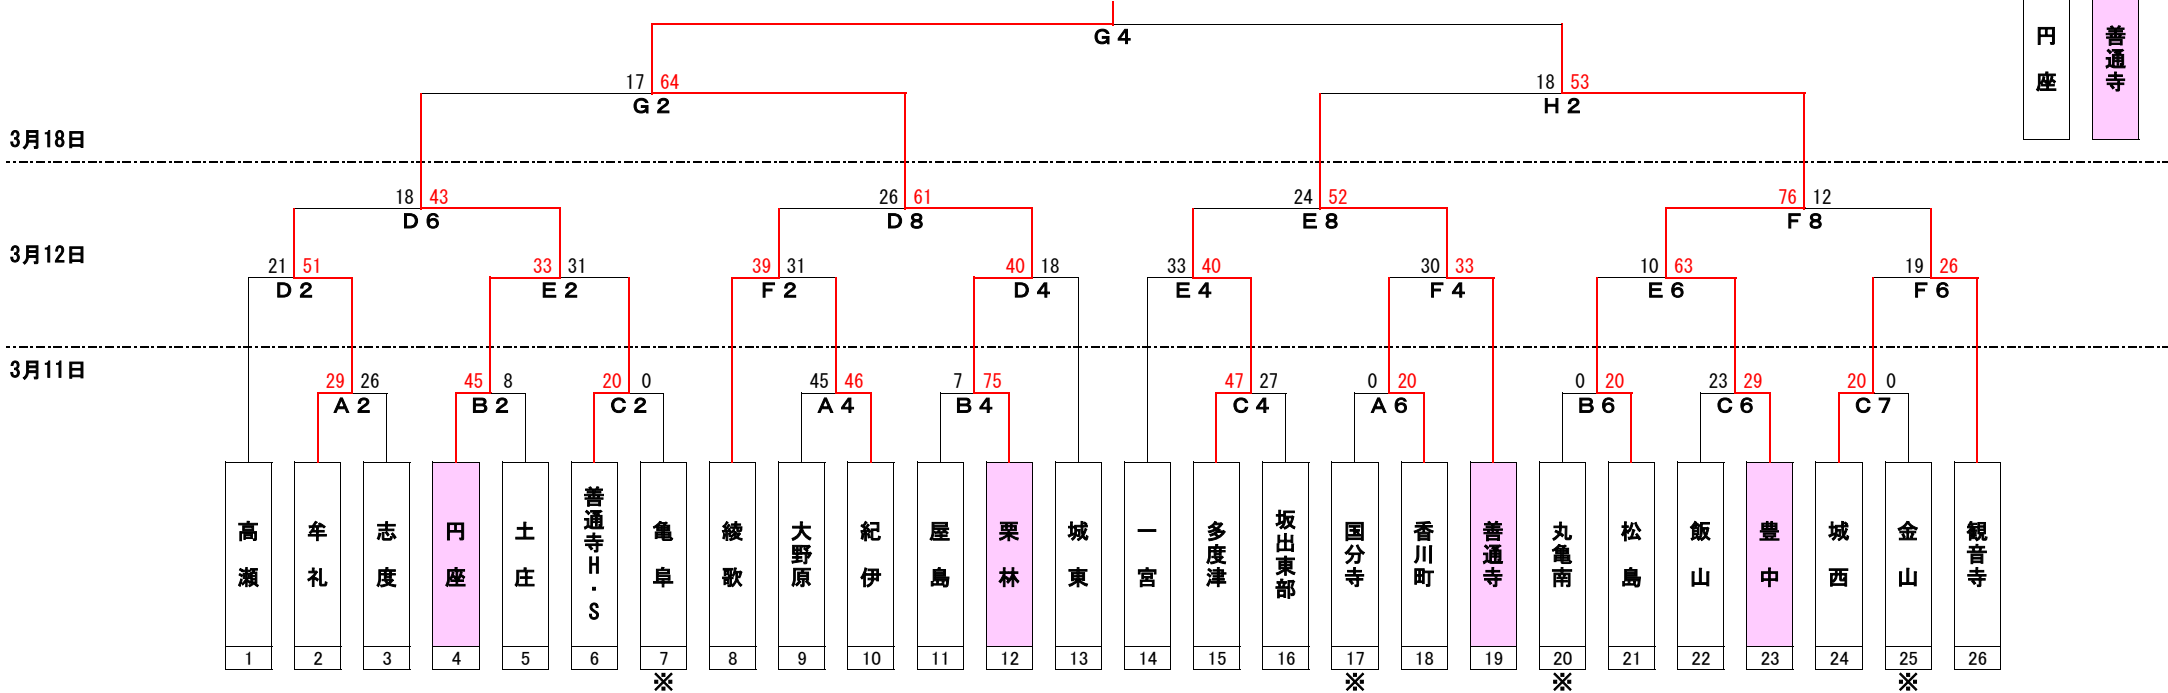 G4
円座
善通寺
17 64
G2
18 53
H2
3月18日
18 43
D6
26 61
D8
24 52
E8
76 12
F8
3月12日
21 51
D2
33 31
E2
39 31
F2
40 18
D4
33 40
E4
30 33
F4
10 63
E6
19 26
F6
3月11日
29 26
A2
45 8
B2
20 0
C2
45 46
A4
7 75
B4
47 27
C4
0 20
A6
0 20
B6
23 29
C6
20 0
C7
高瀬
牟礼
志度
円座
土庄
善通寺H・S
亀阜
綾歌
大野原
紀伊
屋島
栗林
城東
一宮
多度津
坂出東部
国分寺
香川町
善通寺
丸亀南
松島
飯山
豊中
城西
金山
観音寺
1 2 3 4 5 6 7 8 9 10 11 12 13 14 15 16 17 18 19 20 21 22 23 24 25 26
※ ※ ※ ※